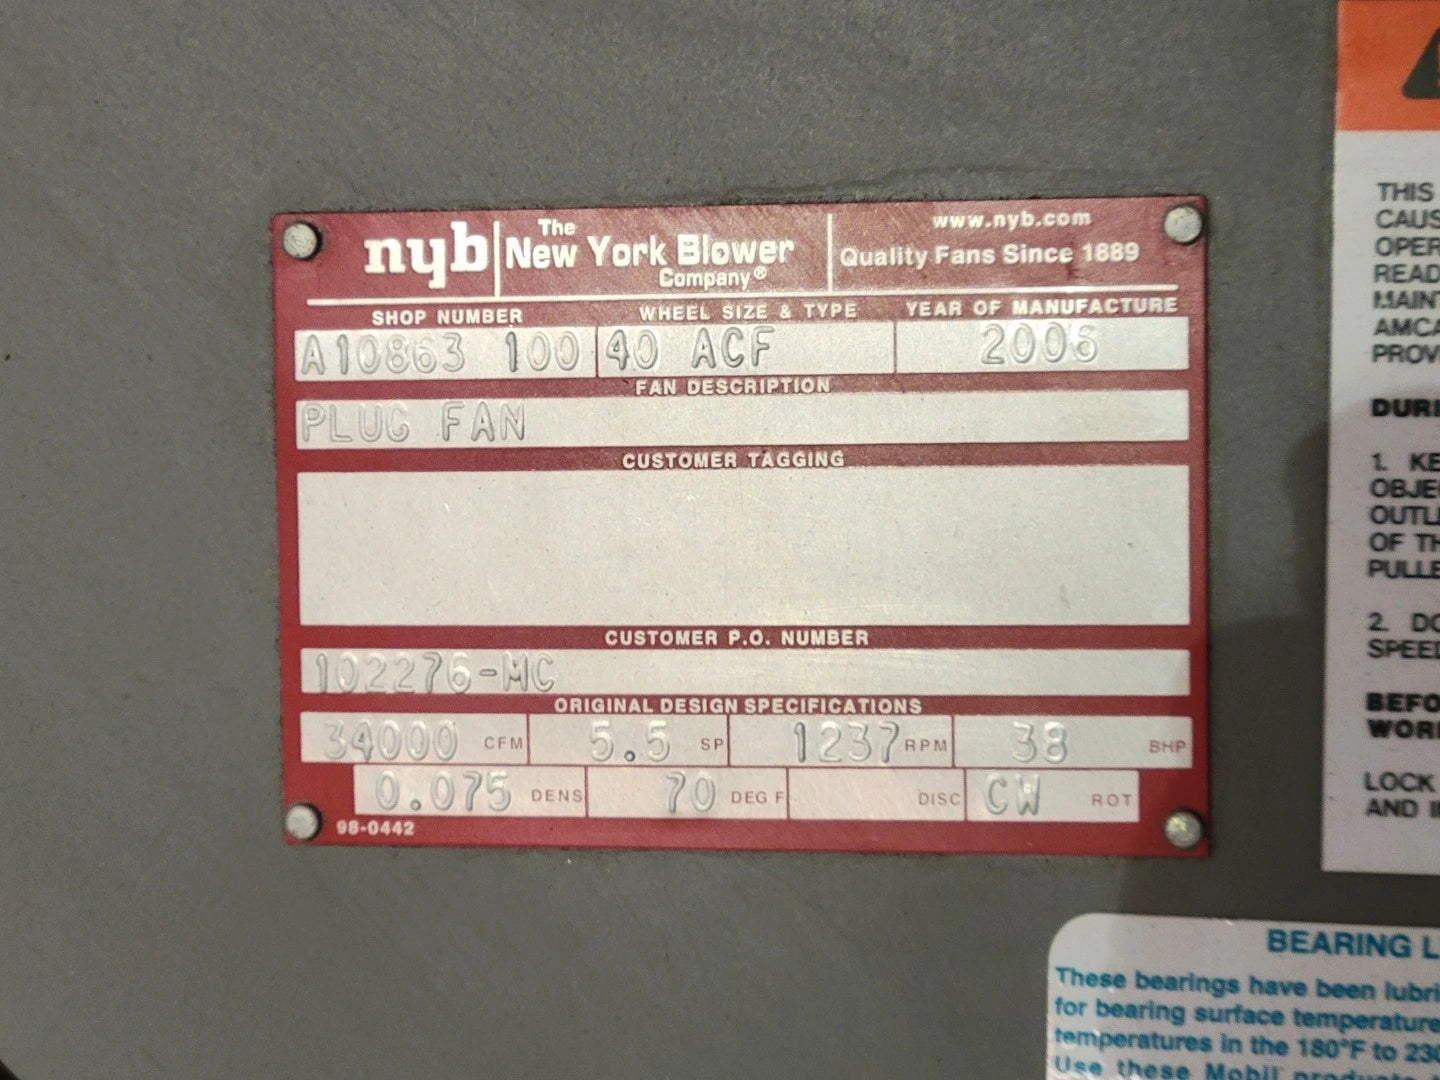 nyb The New York Blower Company® www.nyb.com
Quality Fans Since 1889
SHOP NUMBER WHEEL SIZE & TYPE YEAR OF MANUFACTURE
A10863 100 40 ACF 2006
FAN DESCRIPTION
PLUG FAN
CUSTOMER TAGGING
CUSTOMER P.O. NUMBER
102276-MC
ORIGINAL DESIGN SPECIFICATIONS
34000 CFM 5.5 SP 1237 RPM 38 BHP
0.075 DENS 70 DEG F DISC CW ROT
98-0442
THIS
CAUS
OPER
READ
MAINT
AMCA
PROV
DURI
1. KE
OBJE
OUTL
OF TH
PULLE
2. DO
SPEED
BEFO
WOR
LOCK
AND I
BEARING L
These bearings have been lubri
for bearing surface temperature
temperatures in the 180°F to 230
Use these Mobil products